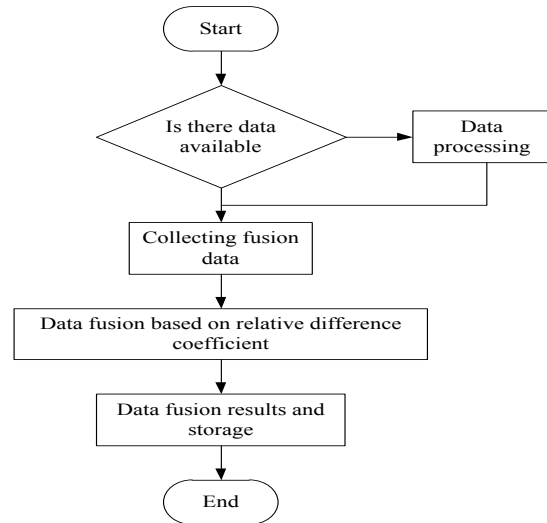 Start
Is there data
available
Data
processing
Collecting fusion
data
Data fusion based on relative difference
coefficient
Data fusion results and
storage
End